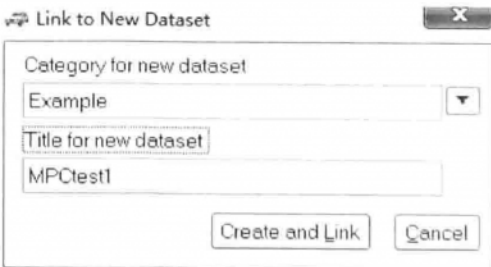 Link to New Dataset
Category for new dataset
Example
Title for new dataset
MPCtest1
Create and Link
Cancel